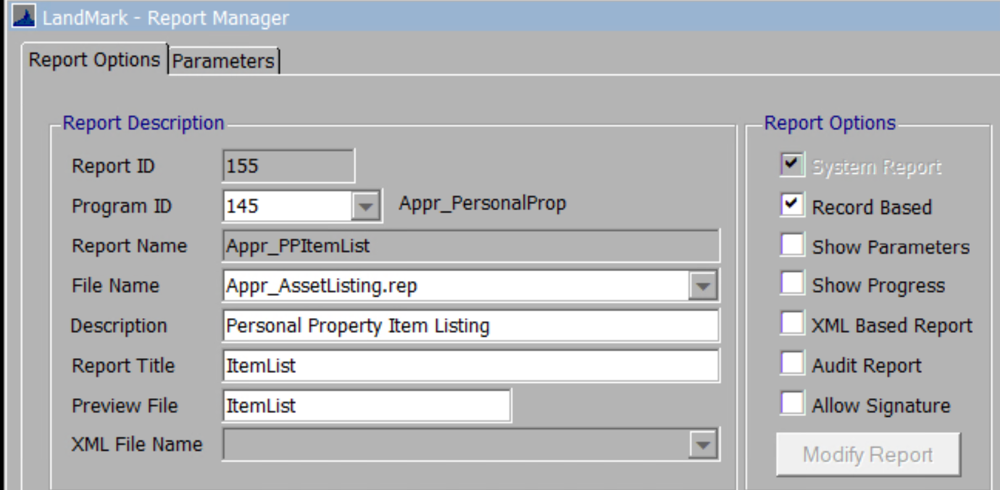 LandMark - Report Manager
Report Options Parameters
Report Description
Report ID 155
Program ID 145 Appr_PersonalProp
Report Name Appr_PPItemList
File Name Appr_AssetListing.rep
Description Personal Property Item Listing
Report Title ItemList
Preview File ItemList
XML File Name
Report Options
System Report
Record Based
Show Parameters
Show Progress
XML Based Report
Audit Report
Allow Signature
Modify Report